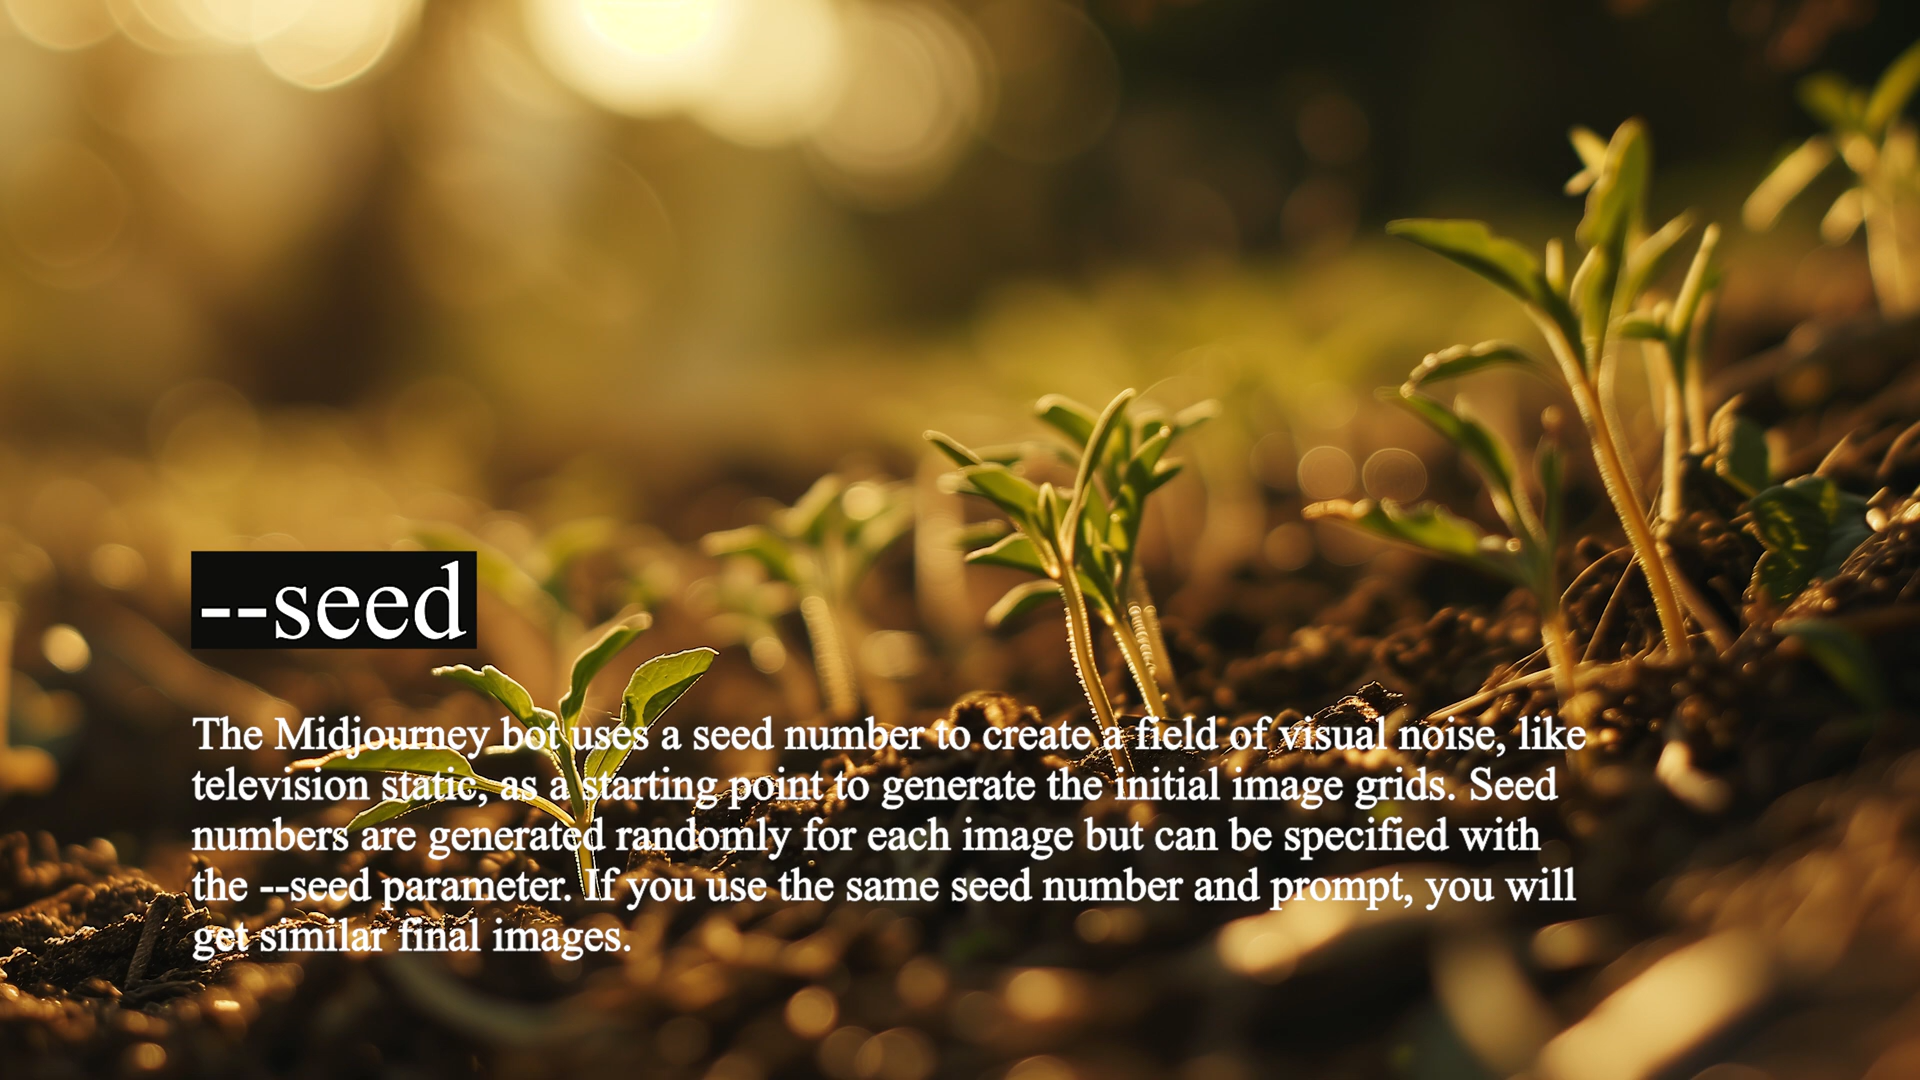 --seed
The Midjourney bot uses a seed number to create a field of visual noise, like
television static, as a starting point to generate the initial image grids. Seed
numbers are generated randomly for each image but can be specified with
the --seed parameter. If you use the same seed number and prompt, you will
get similar final images.